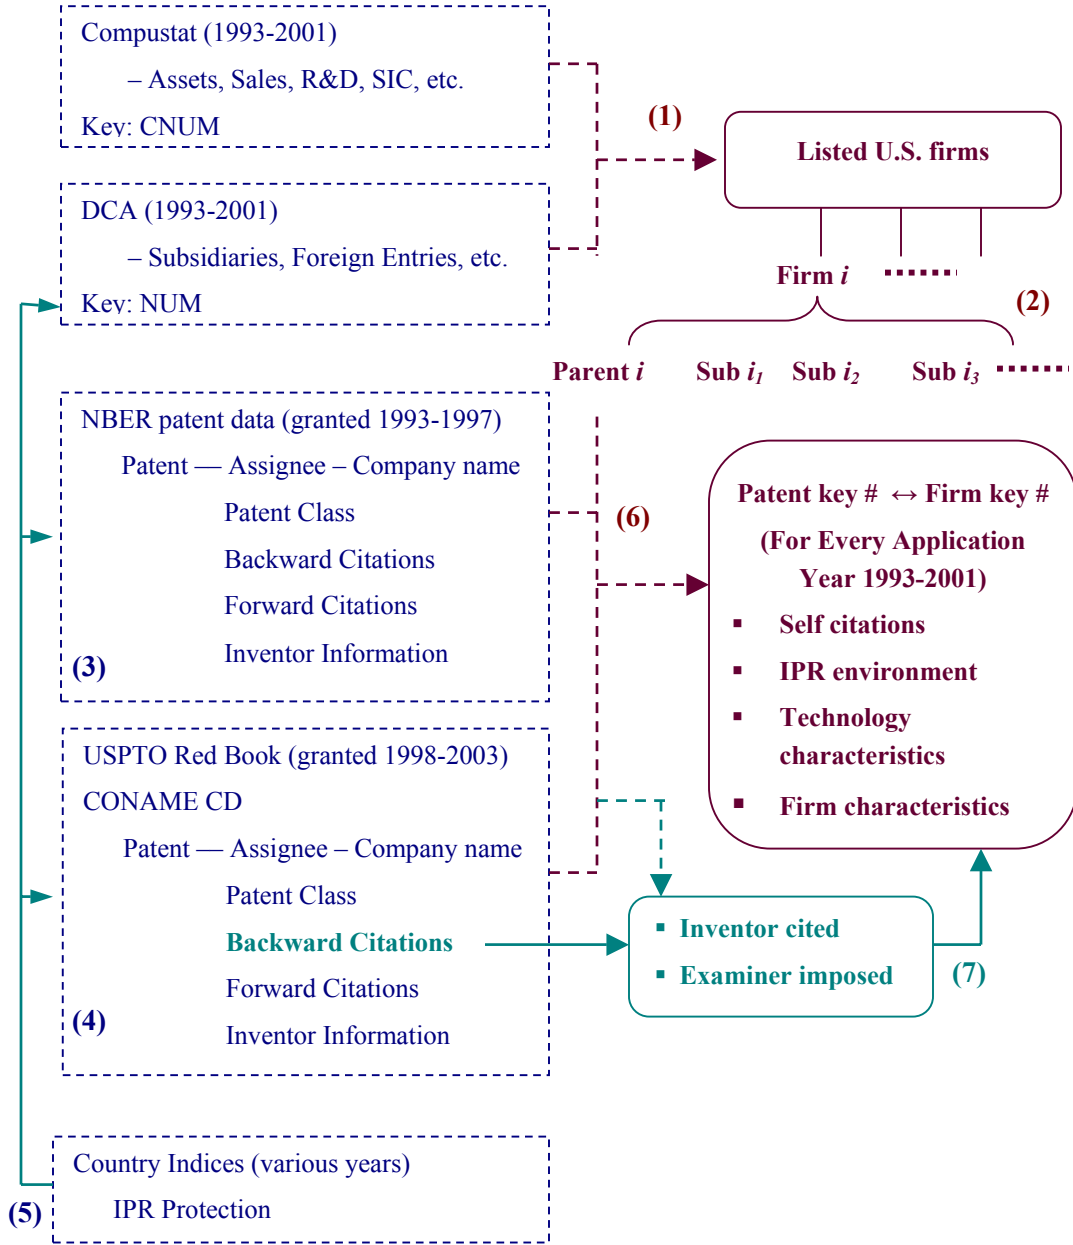 Compustat (1993-2001)
– Assets, Sales, R&D, SIC, etc.
Key: CNUM
(1)
Listed U.S. firms
DCA (1993-2001)
– Subsidiaries, Foreign Entries, etc.
Key: NUM
Firm i
(2)
Parent i
Sub i1
Sub i2
Sub i3
NBER patent data (granted 1993-1997)
Patent — Assignee – Company name
Patent Class
Backward Citations
Forward Citations
Inventor Information
(3)
(6)
Patent key # ↔ Firm key #
(For Every Application
Year 1993-2001)
▪ Self citations
▪ IPR environment
▪ Technology
characteristics
▪ Firm characteristics
USPTO Red Book (granted 1998-2003)
CONAME CD
Patent — Assignee – Company name
Patent Class
Backward Citations
Forward Citations
Inventor Information
(4)
▪ Inventor cited
▪ Examiner imposed
(7)
Country Indices (various years)
IPR Protection
(5)